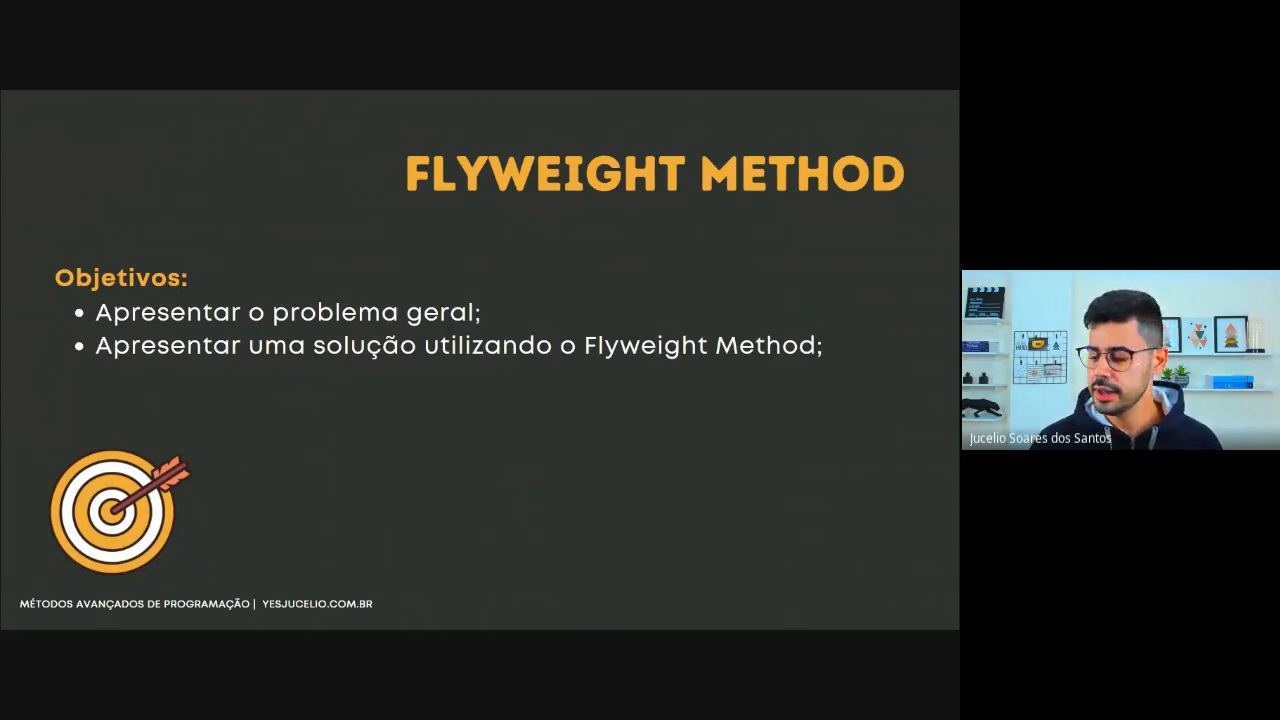 FLYWEIGHT METHOD
Objetivos:
Apresentar o problema geral;
Apresentar uma solução utilizando o Flyweight Method;
MÉTODOS AVANÇADOS DE PROGRAMAÇÃO | YESJUCELIO.COM.BR
Jucelio Soares dos Santos